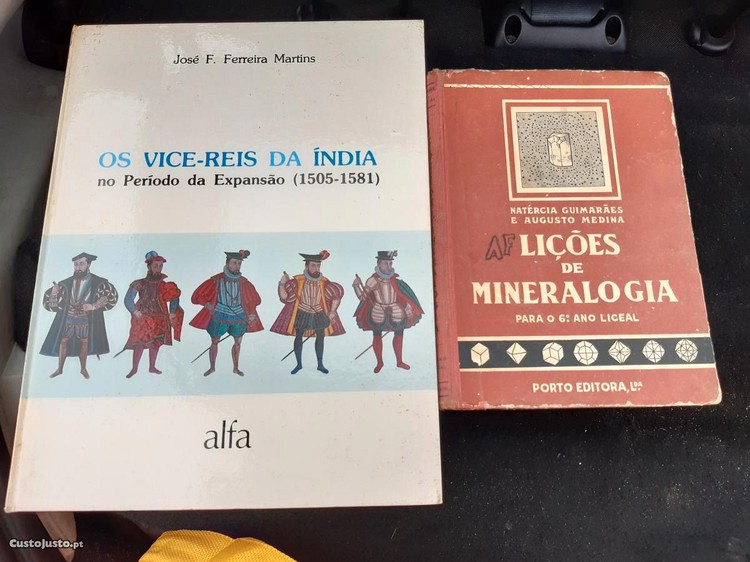 José F. Ferreira Martins
OS VICE-REIS DA ÍNDIA
no Período da Expansão (1505-1581)
alfa
NATÉRCIA GUIMARÃES
E AUGUSTO MEDINA
AF
LIÇÕES
DE
MINERALOGIA
PARA O 6.º ANO LICEAL
PORTO EDITORA, L.DA
CustoJusto.pt